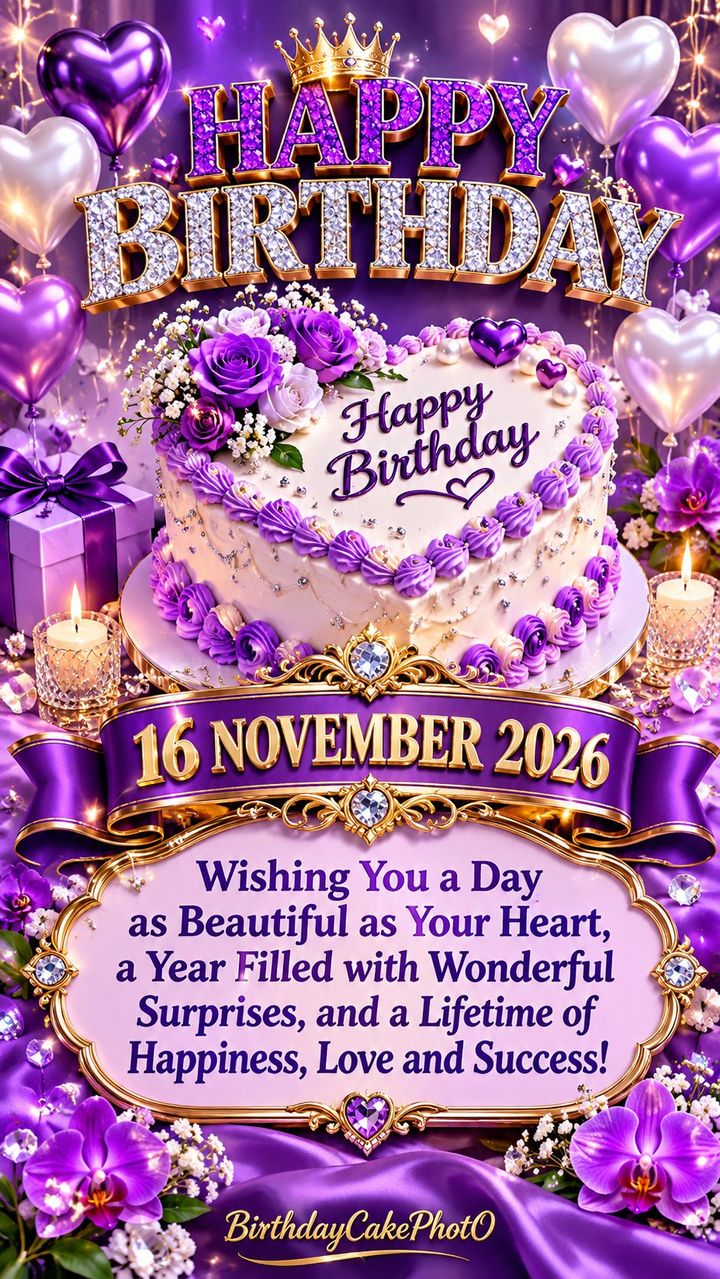 HAPPY
BIRTHDAY
Happy
Birthday
16 NOVEMBER 2026
Wishing You a Day
as Beautiful as Your Heart,
a Year Filled with Wonderful
Surprises, and a Lifetime of
Happiness, Love and Success!
BirthdayCakePhotO